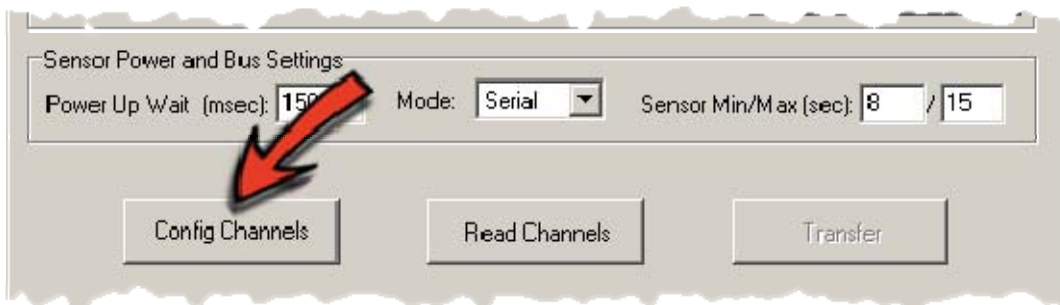 Sensor Power and Bus Settings
Power Up Wait (msec): Mode: Serial Sensor Min/Max (sec): 8 / 15
Config Channels Read Channels Transfer